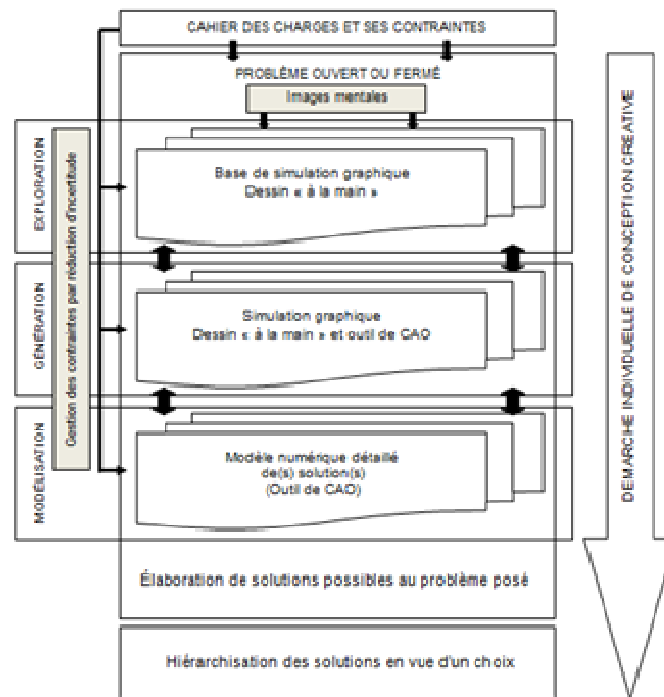 CAHIER DES CHARGES ET SES CONTRAINTES
PROBLÈME OUVERT OU FERMÉ
Images mentales
EXPLORATION
Base de simulation graphique
Dessin « à la main »
Gestion des contraintes par réduction d'incertitude
GÉNÉRATION
Simulation graphique
Dessin « à la main » et outil de CAO
MODÉLISATION
Modèle numérique détaillé
de(s) solution(s)
(Outil de CAO)
Élaboration de solutions possibles au problème posé
Hiérarchisation des solutions en vue d'un choix
DÉMARCHE INDIVIDUELLE DE CONCEPTION CRÉATIVE